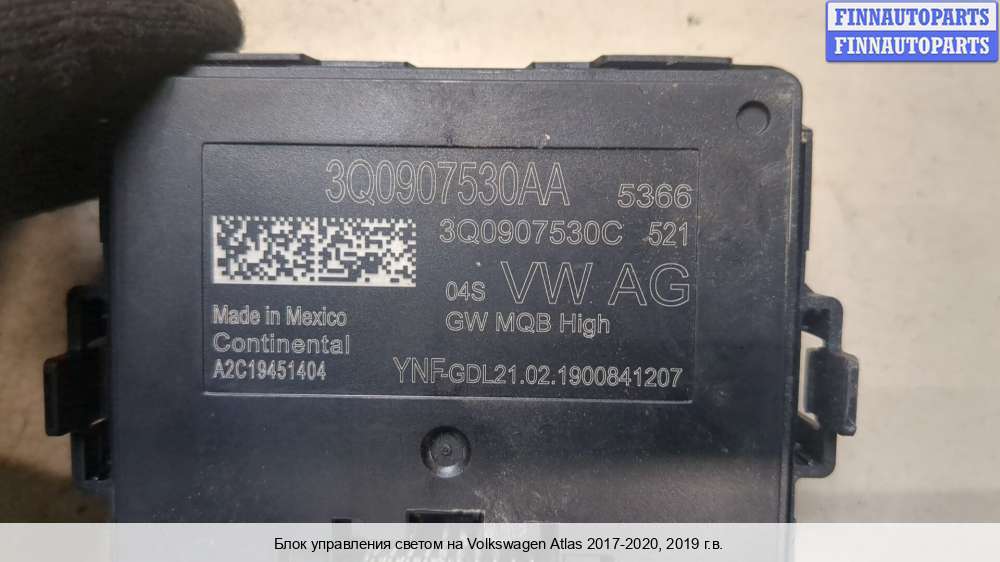 FINNAUTOPARTS
FINNAUTOPARTS
3Q0907530AA 5366
3Q0907530C 521
04S VW AG
GW MQB High
Made in Mexico
Continental
A2C19451404
YNF-GDL21.02.1900841207
Блок управления светом на Volkswagen Atlas 2017-2020, 2019 г.в.